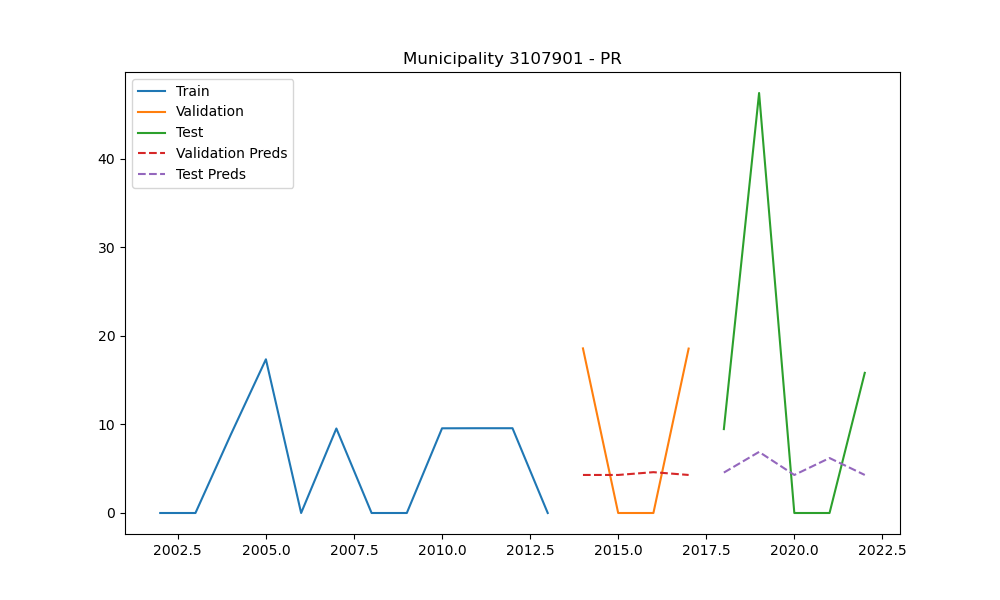 Municipality 3107901 - PR
Train
Validation
Test
Validation Preds
Test Preds
40
30
20
10
0
2002.5 2005.0 2007.5 2010.0 2012.5 2015.0 2017.5 2020.0 2022.5